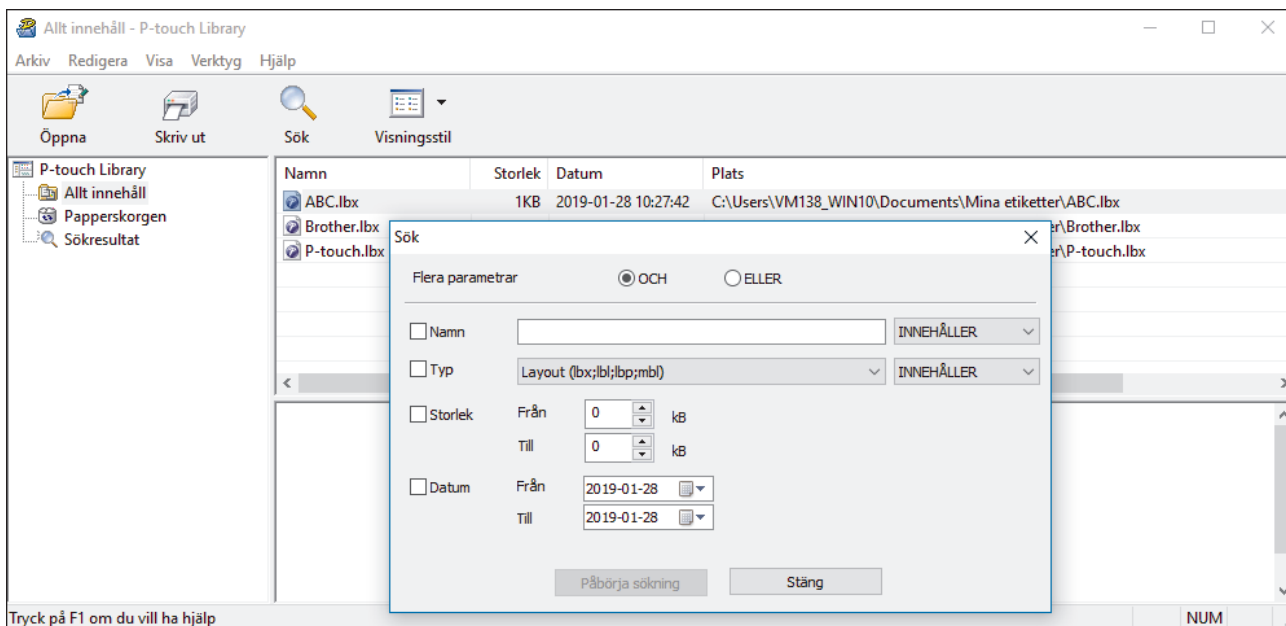 Allt innehåll - P-touch Library
Arkiv Redigera Visa Verktyg Hjälp
Öppna Skriv ut Sök Visningsstil
P-touch Library
Allt innehåll
Papperskorgen
Sökresultat
Namn Storlek Datum Plats
ABC.lbx 1KB 2019-01-28 10:27:42 C:\Users\VM138_WIN10\Documents\Mina etiketter\ABC.lbx
Brother.lbx er\Brother.lbx
P-touch.lbx er\P-touch.lbx
Sök
Flera parametrar OCH ELLER
Namn INNEHÅLLER
Typ Layout (lbx;lbl;lbp;mbl) INNEHÅLLER
Storlek Från 0 kB
Till 0 kB
Datum Från 2019-01-28
Till 2019-01-28
Påbörja sökning Stäng
Tryck på F1 om du vill ha hjälp NUM